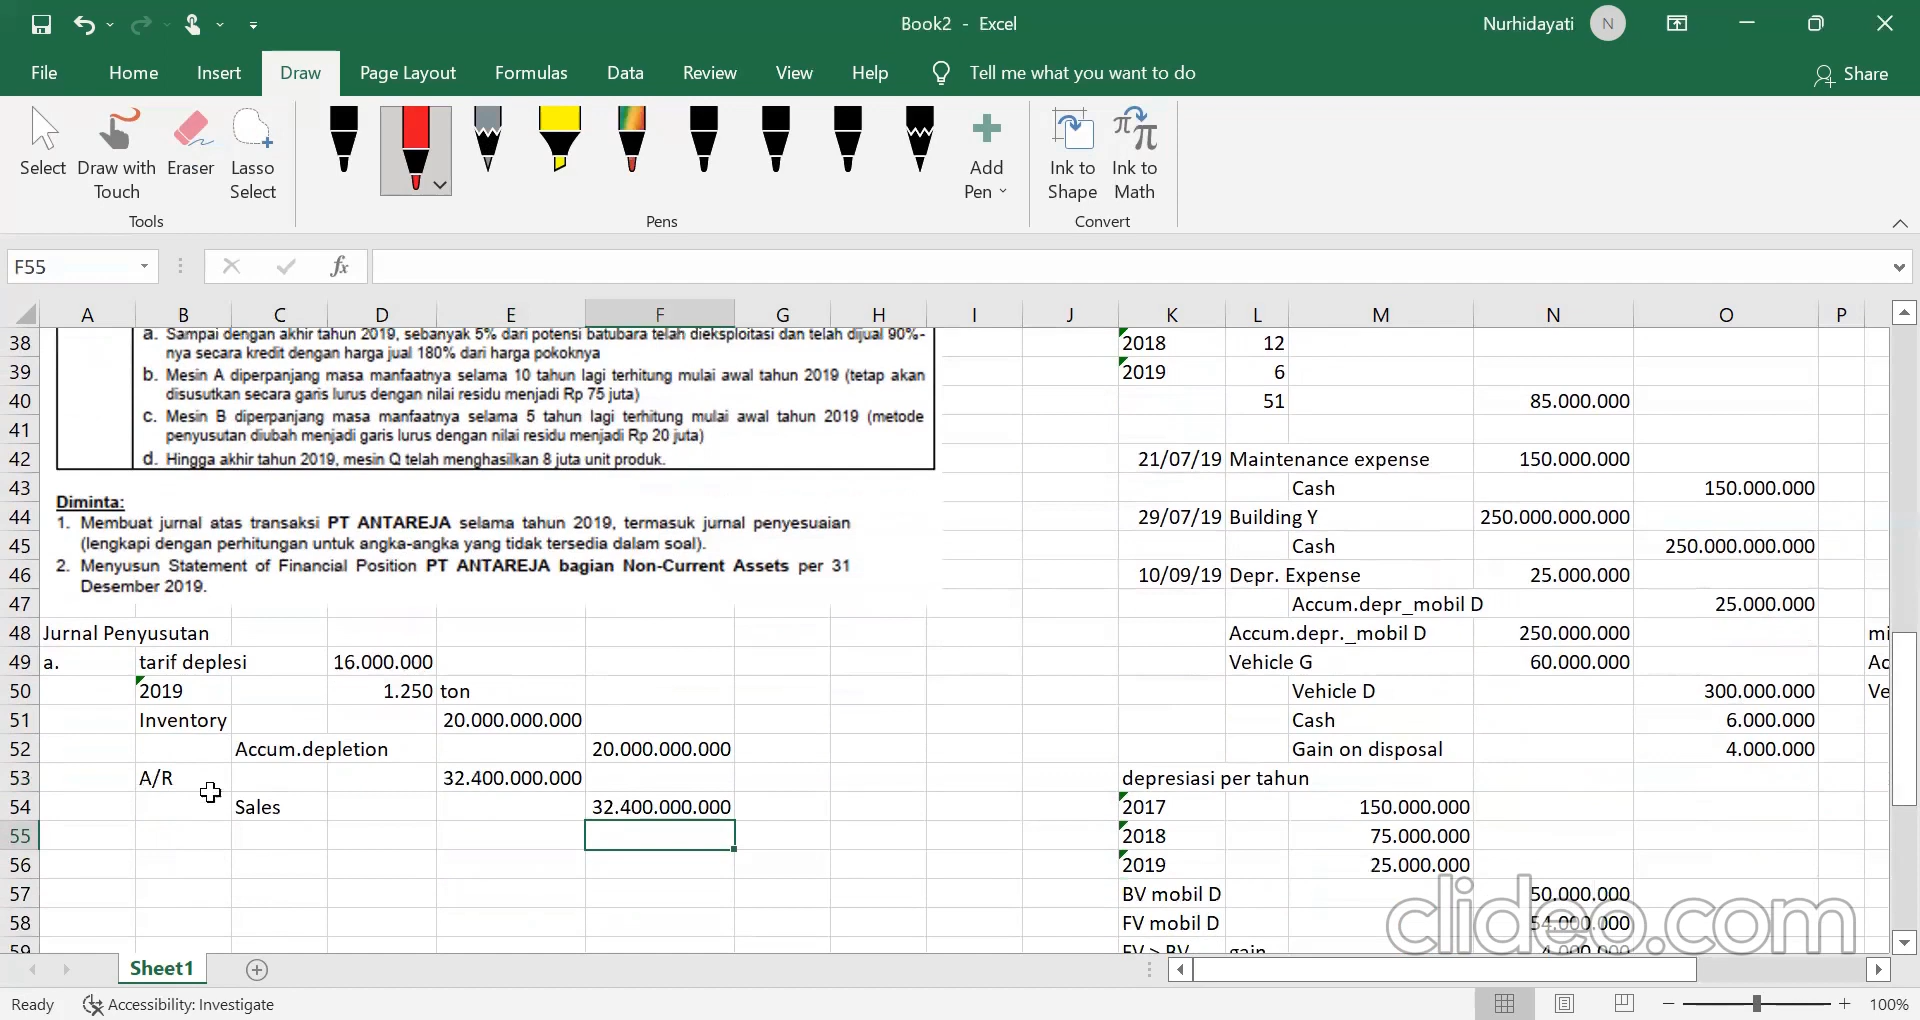 Book2 - Excel
Nurhidayati
N
File
Home
Insert
Draw
Page Layout
Formulas
Data
Review
View
Help
Tell me what you want to do
Share
Select
Draw with Touch
Eraser
Lasso Select
Add Pen
Ink to Shape
Ink to Math
Tools
Pens
Convert
F55
fx
A B C D E F G H I J K L M N O P
38 2018 12
39 2019 6
40 51 85.000.000
41
42 21/07/19 Maintenance expense 150.000.000
43 Cash 150.000.000
44 29/07/19 Building Y 250.000.000.000
45 Cash 250.000.000.000
46 10/09/19 Depr. Expense 25.000.000
47 Accum.depr_mobil D 25.000.000
a. Sampai dengan akhir tahun 2019, sebanyak 5% dari potensi batubara telah dieksploitasi dan telah dijual 90%-
nya secara kredit dengan harga jual 180% dari harga pokoknya
b. Mesin A diperpanjang masa manfaatnya selama 10 tahun lagi terhitung mulai awal tahun 2019 (tetap akan
disusutkan secara garis lurus dengan nilai residu menjadi Rp 75 juta)
c. Mesin B diperpanjang masa manfaatnya selama 5 tahun lagi terhitung mulai awal tahun 2019 (metode
penyusutan diubah menjadi garis lurus dengan nilai residu menjadi Rp 20 juta)
d. Hingga akhir tahun 2019, mesin Q telah menghasilkan 8 juta unit produk.
Diminta:
1. Membuat jurnal atas transaksi PT ANTAREJA selama tahun 2019, termasuk jurnal penyesuaian
(lengkapi dengan perhitungan untuk angka-angka yang tidak tersedia dalam soal).
2. Menyusun Statement of Financial Position PT ANTAREJA bagian Non-Current Assets per 31
Desember 2019.
48 Jurnal Penyusutan Accum.depr._mobil D 250.000.000 mi
49 a. tarif deplesi 16.000.000 Vehicle G 60.000.000 Ac
50 2019 1.250 ton Vehicle D 300.000.000 Ve
51 Inventory 20.000.000.000 Cash 6.000.000
52 Accum.depletion 20.000.000.000 Gain on disposal 4.000.000
53 A/R 32.400.000.000 depresiasi per tahun
54 Sales 32.400.000.000 2017 150.000.000
55 2018 75.000.000
56 2019 25.000.000
57 BV mobil D 50.000.000
58 FV mobil D 54.000.000
59 FV > BV gain 4.000.000
clideo.com
Sheet1
Ready
Accessibility: Investigate
100%